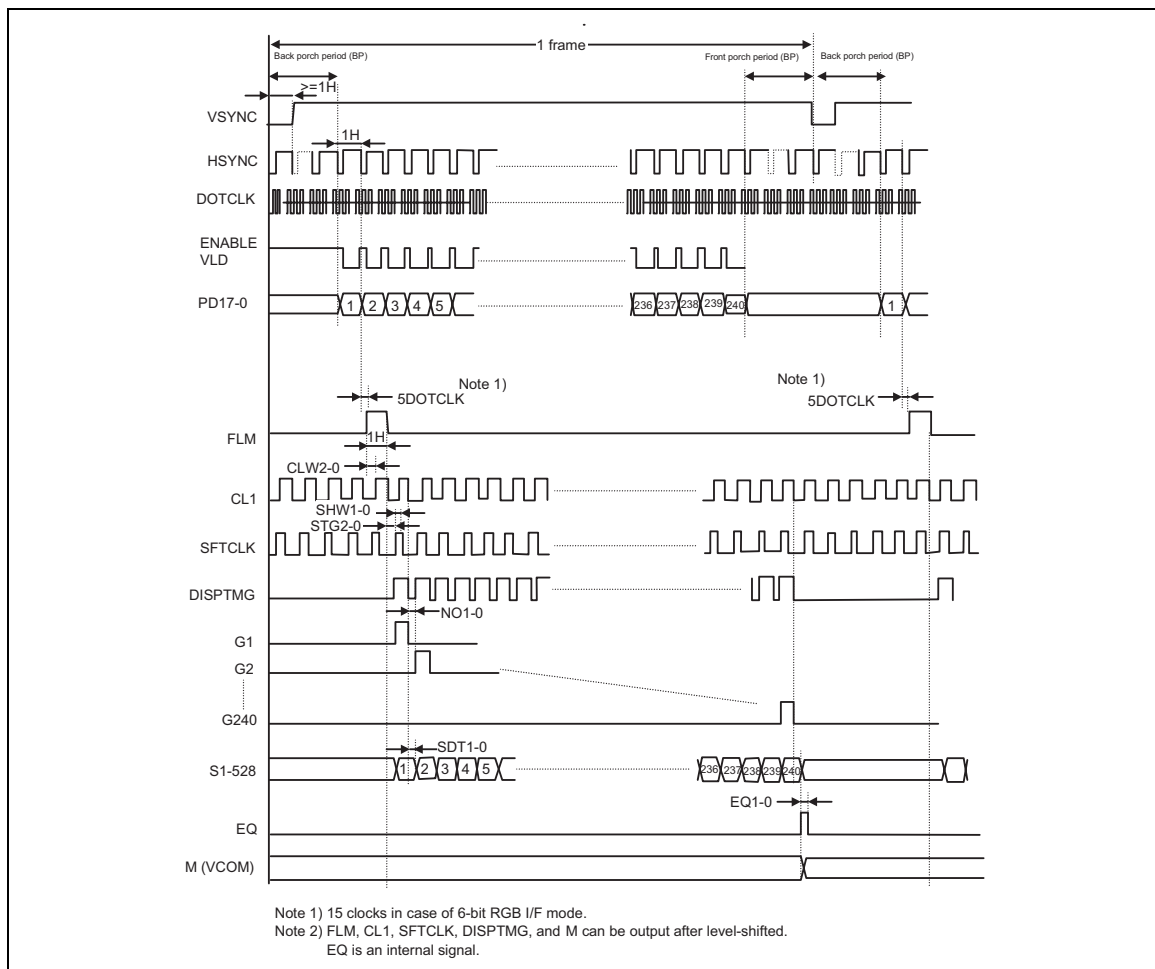 1 frame
Back porch period (BP)
Front porch period (BP)
Back porch period (BP)
>=1H
VSYNC
1H
HSYNC
DOTCLK
ENABLE
VLD
PD17-0
1 2 3 4 5
236 237 238 239 240
1
Note 1)
5DOTCLK
Note 1)
5DOTCLK
FLM
1H
CLW2-0
CL1
SHW1-0
STG2-0
SFTCLK
DISPTMG
NO1-0
G1
G2
G240
SDT1-0
S1-528
1 2 3 4 5
236 237 238 239 240
EQ1-0
EQ
M (VCOM)
Note 1) 15 clocks in case of 6-bit RGB I/F mode.
Note 2) FLM, CL1, SFTCLK, DISPTMG, and M can be output after level-shifted.
EQ is an internal signal.